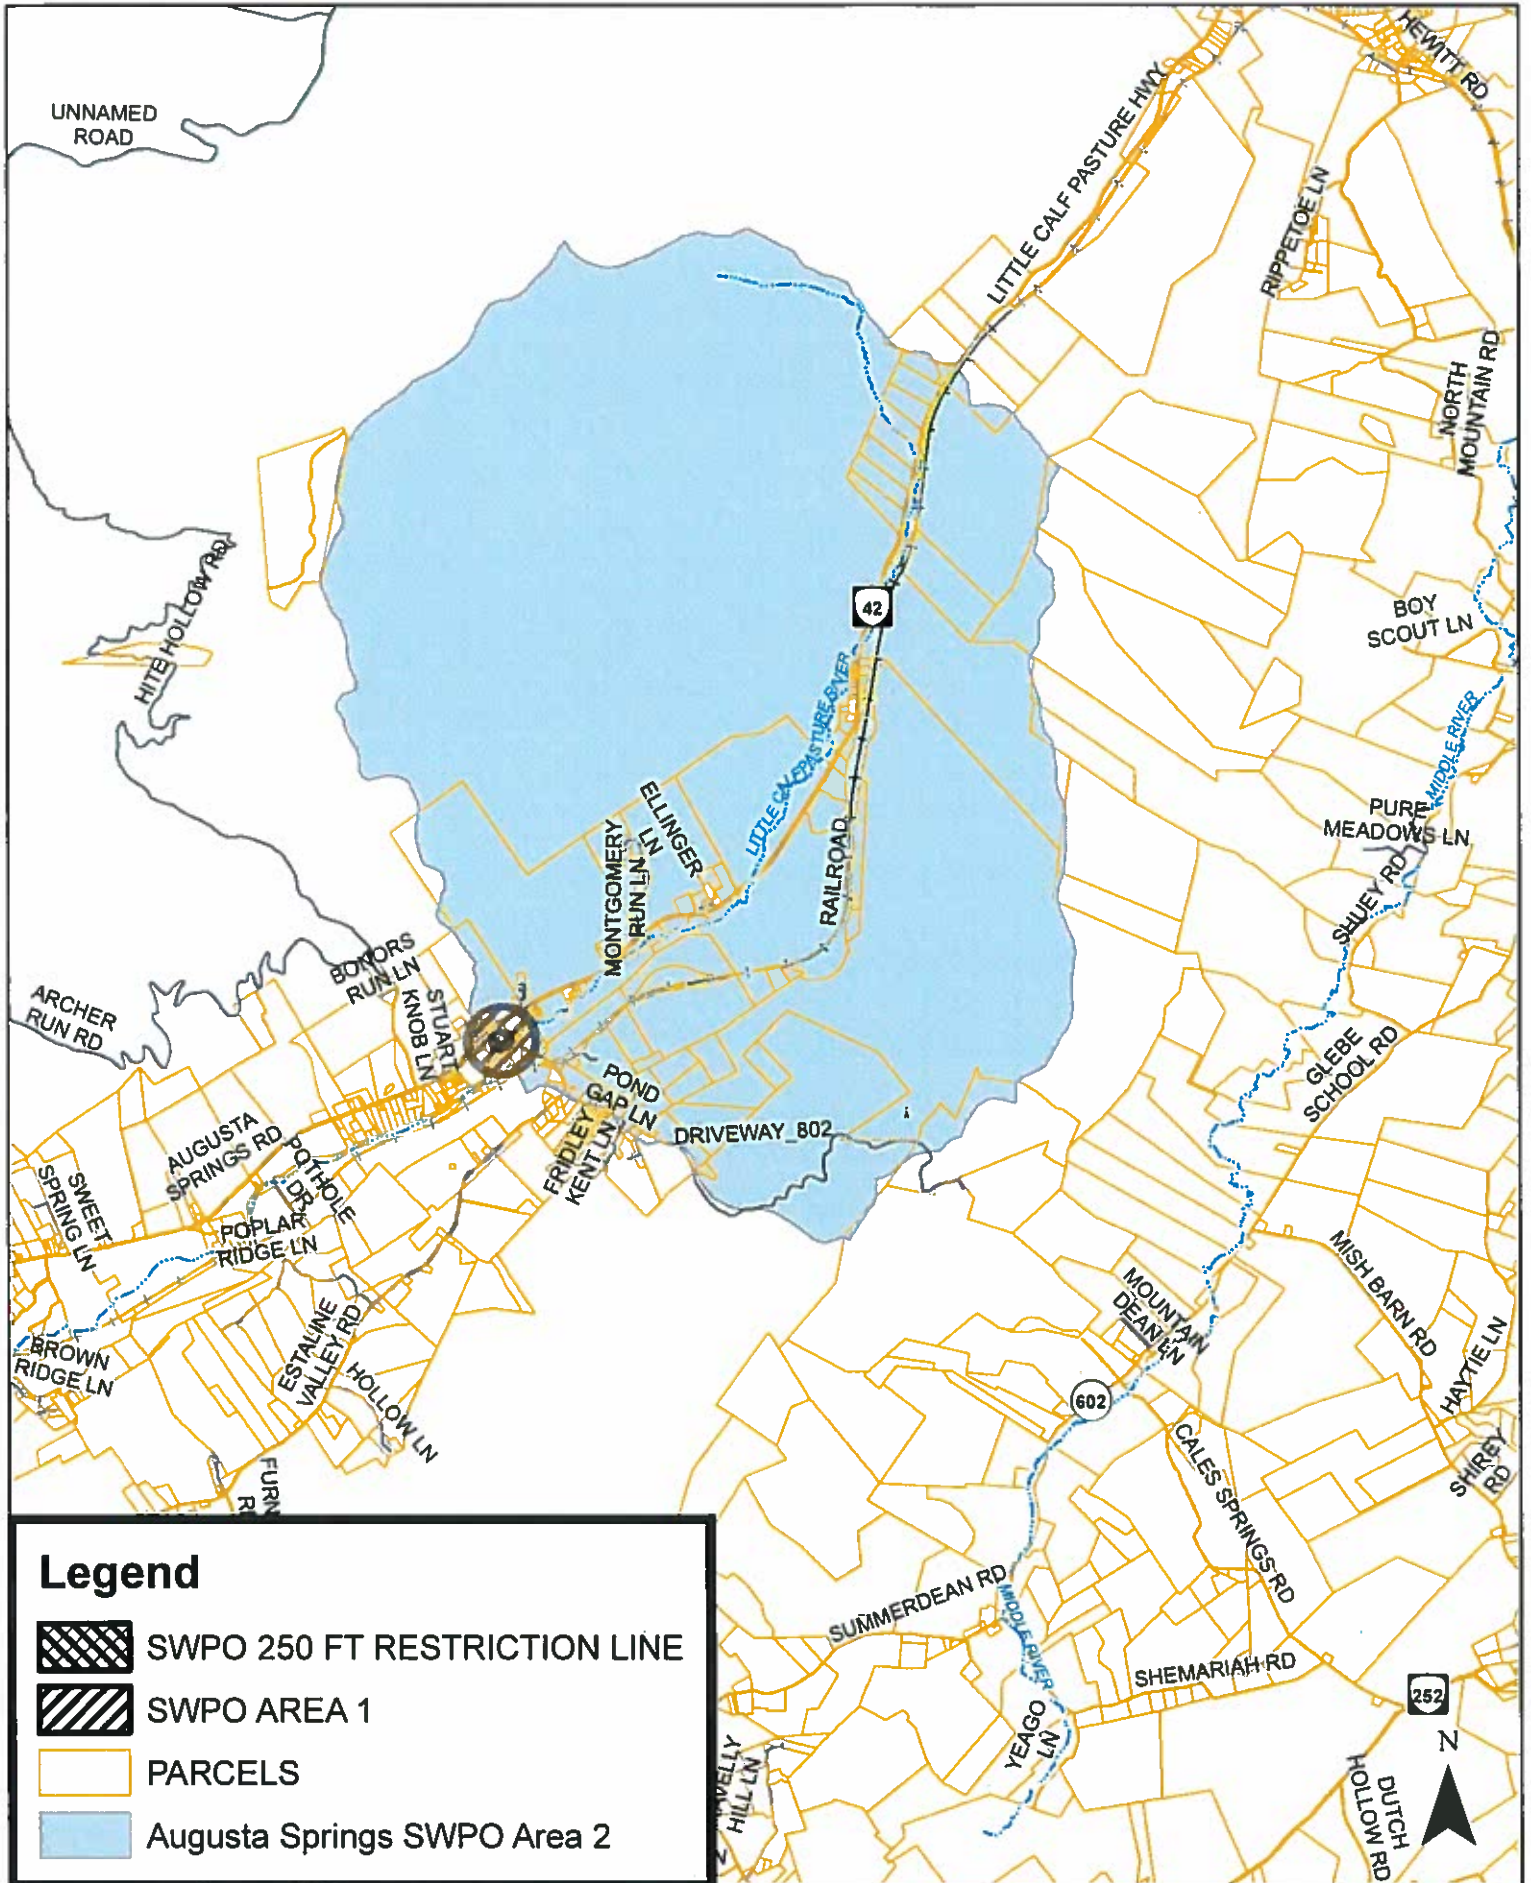 HEWITT RD
UNNAMED
ROAD
LITTLE CALF PASTURE HWY
RIPPETOE LN
NORTH
MOUNTAIN RD
HITE HOLLOW RD
42
BOY
SCOUT LN
LITTLE CALFPASTURE RIVER
MIDDLE RIVER
ELLINGER
LN
MONTGOMERY
RUN LN
PURE
MEADOWS LN
RAILROAD
SHUEY RD
BONORS
RUN LN
STUART
KNOB LN
ARCHER
RUN RD
GLEBE
SCHOOL RD
POND
GAP LN
DRIVEWAY_802
FRIDLEY
KENT LN
AUGUSTA
SPRINGS RD
POTHOLE
DR
SWEET
SPRING LN
POPLAR
RIDGE LN
MISH BARN RD
MOUNTAIN
DEAN LN
HAYTIE LN
BROWN
RIDGE LN
ESTALINE
VALLEY RD
HOLLOW LN
602
CALES SPRINGS RD
SHIREY
RD
FURN
Legend
SWPO 250 FT RESTRICTION LINE
SWPO AREA 1
PARCELS
Augusta Springs SWPO Area 2
SUMMERDEAN RD
MIDDLE RIVER
SHEMARIAH RD
252
YEAGO
LN
N
HILL LN
DUTCH
HOLLOW RD